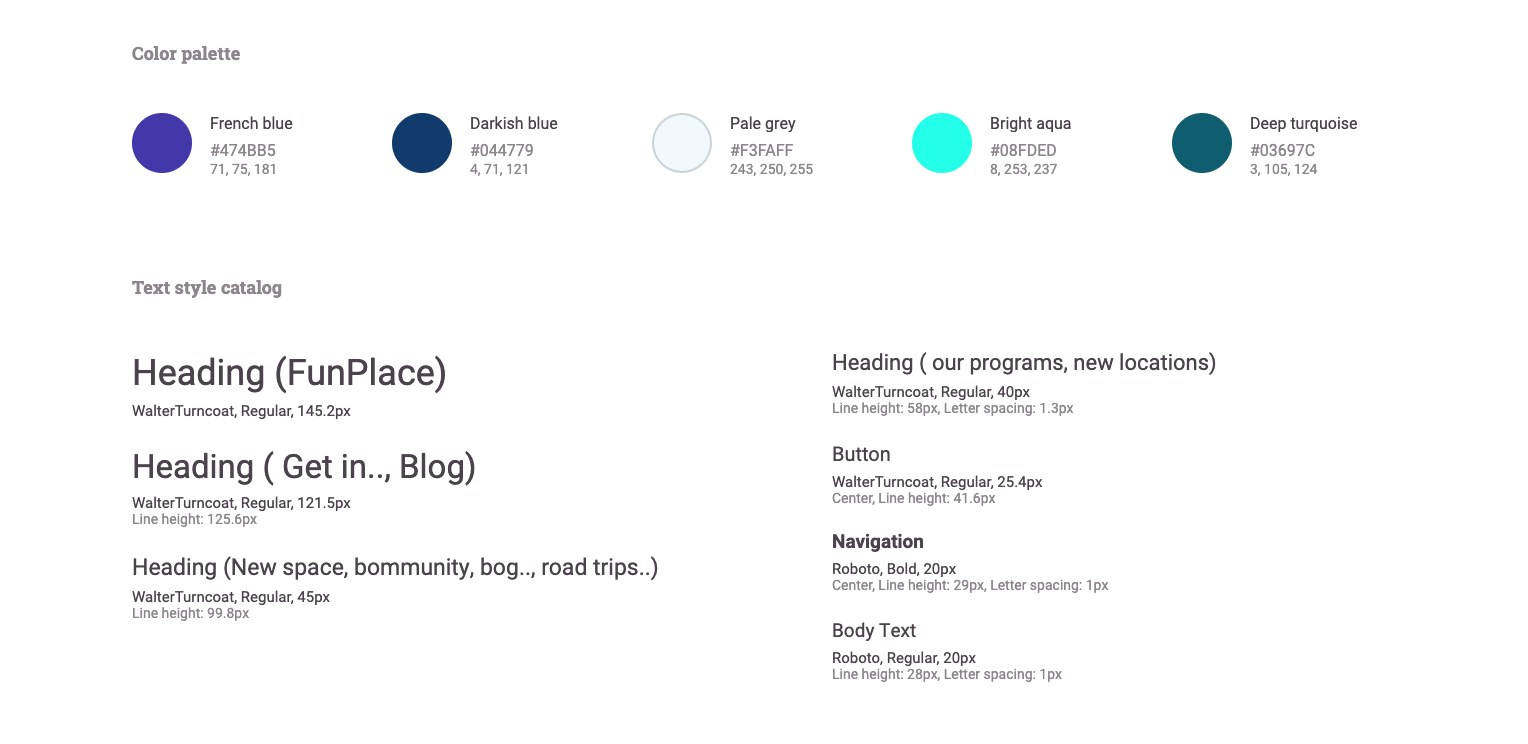 Color palette
French blue
#474BB5
71, 75, 181
Darkish blue
#044779
4, 71, 121
Pale grey
#F3FAFF
243, 250, 255
Bright aqua
#08FDED
8, 253, 237
Deep turquoise
#03697C
3, 105, 124
Text style catalog
Heading (FunPlace)
WalterTurncoat, Regular, 145.2px
Heading ( Get in.., Blog)
WalterTurncoat, Regular, 121.5px
Line height: 125.6px
Heading (New space, bommunity, bog.., road trips..)
WalterTurncoat, Regular, 45px
Line height: 99.8px
Heading ( our programs, new locations)
WalterTurncoat, Regular, 40px
Line height: 58px, Letter spacing: 1.3px
Button
WalterTurncoat, Regular, 25.4px
Center, Line height: 41.6px
Navigation
Roboto, Bold, 20px
Center, Line height: 29px, Letter spacing: 1px
Body Text
Roboto, Regular, 20px
Line height: 28px, Letter spacing: 1px